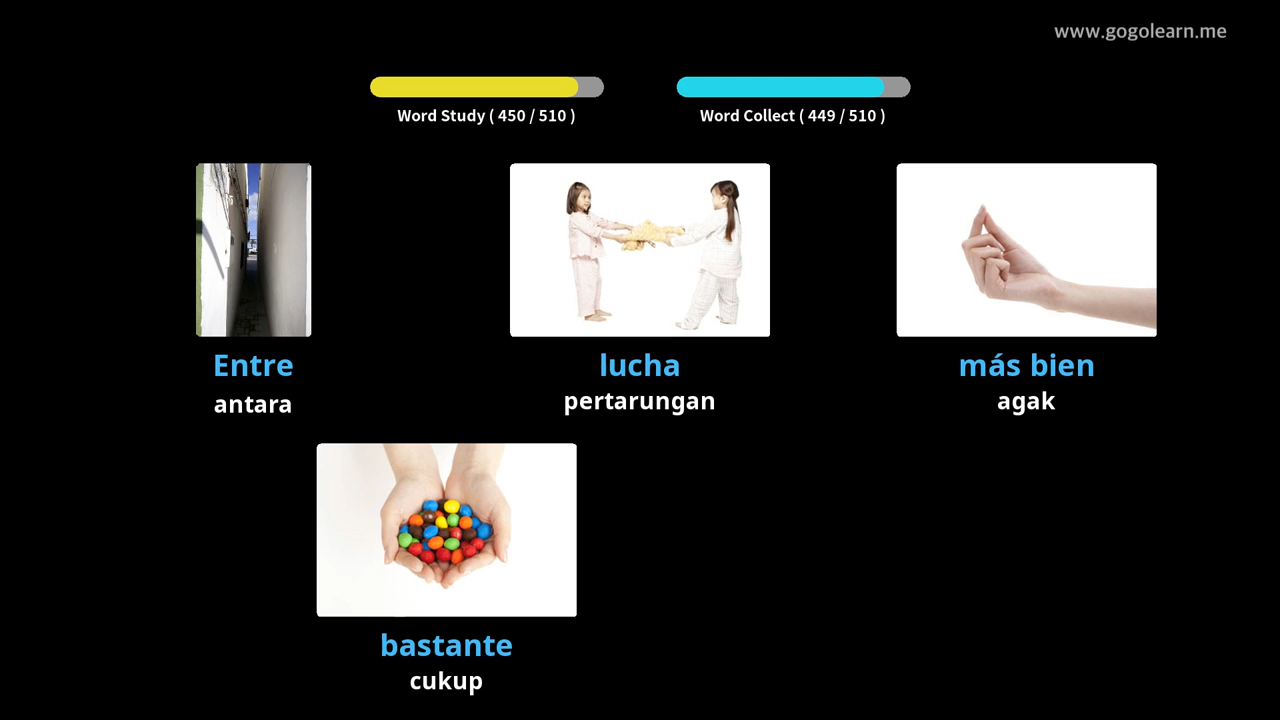 www.gogolearn.me
Word Study ( 450 / 510 )
Word Collect ( 449 / 510 )
Entre
antara
lucha
pertarungan
más bien
agak
bastante
cukup